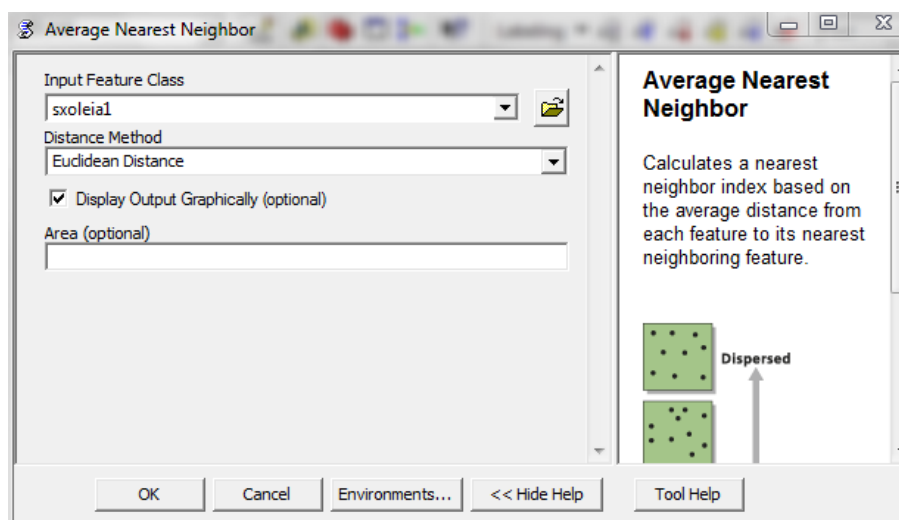 Average Nearest Neighbor
Labeling
Input Feature Class
sxoleia1
Distance Method
Euclidean Distance
Display Output Graphically (optional)
Area (optional)
Average Nearest
Neighbor
Calculates a nearest
neighbor index based on
the average distance from
each feature to its nearest
neighboring feature.
Dispersed
OK
Cancel
Environments...
<< Hide Help
Tool Help